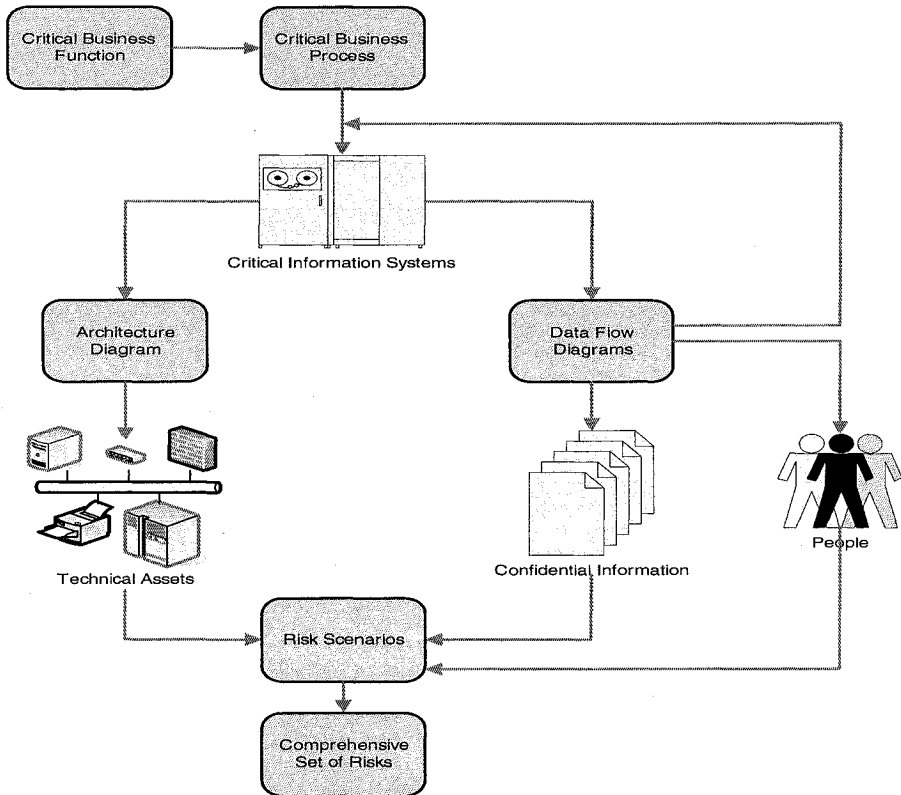 Critical Business
Function
Critical Business
Process
Critical Information Systems
Architecture
Diagram
Data Flow
Diagrams
Technical Assets
Confidential Information
People
Risk Scenarios
Comprehensive
Set of Risks